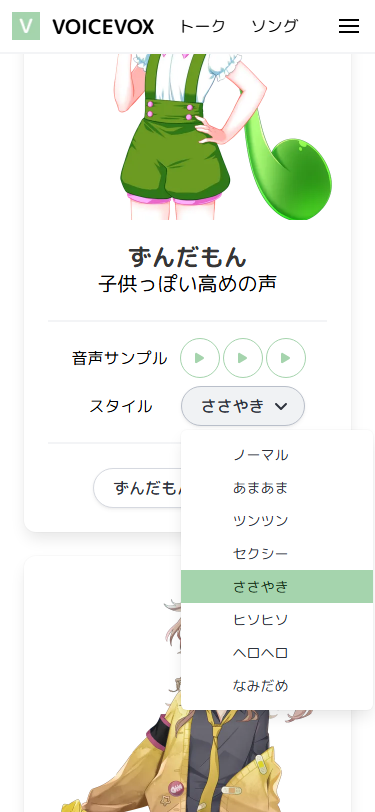 V VOICEVOX トーク ソング
ずんだもん
子供っぽい高めの声
音声サンプル
スタイル ささやき
ノーマル
あまあま
ツンツン
セクシー
ささやき
ヒソヒソ
ヘロヘロ
なみだめ
ずんだもん